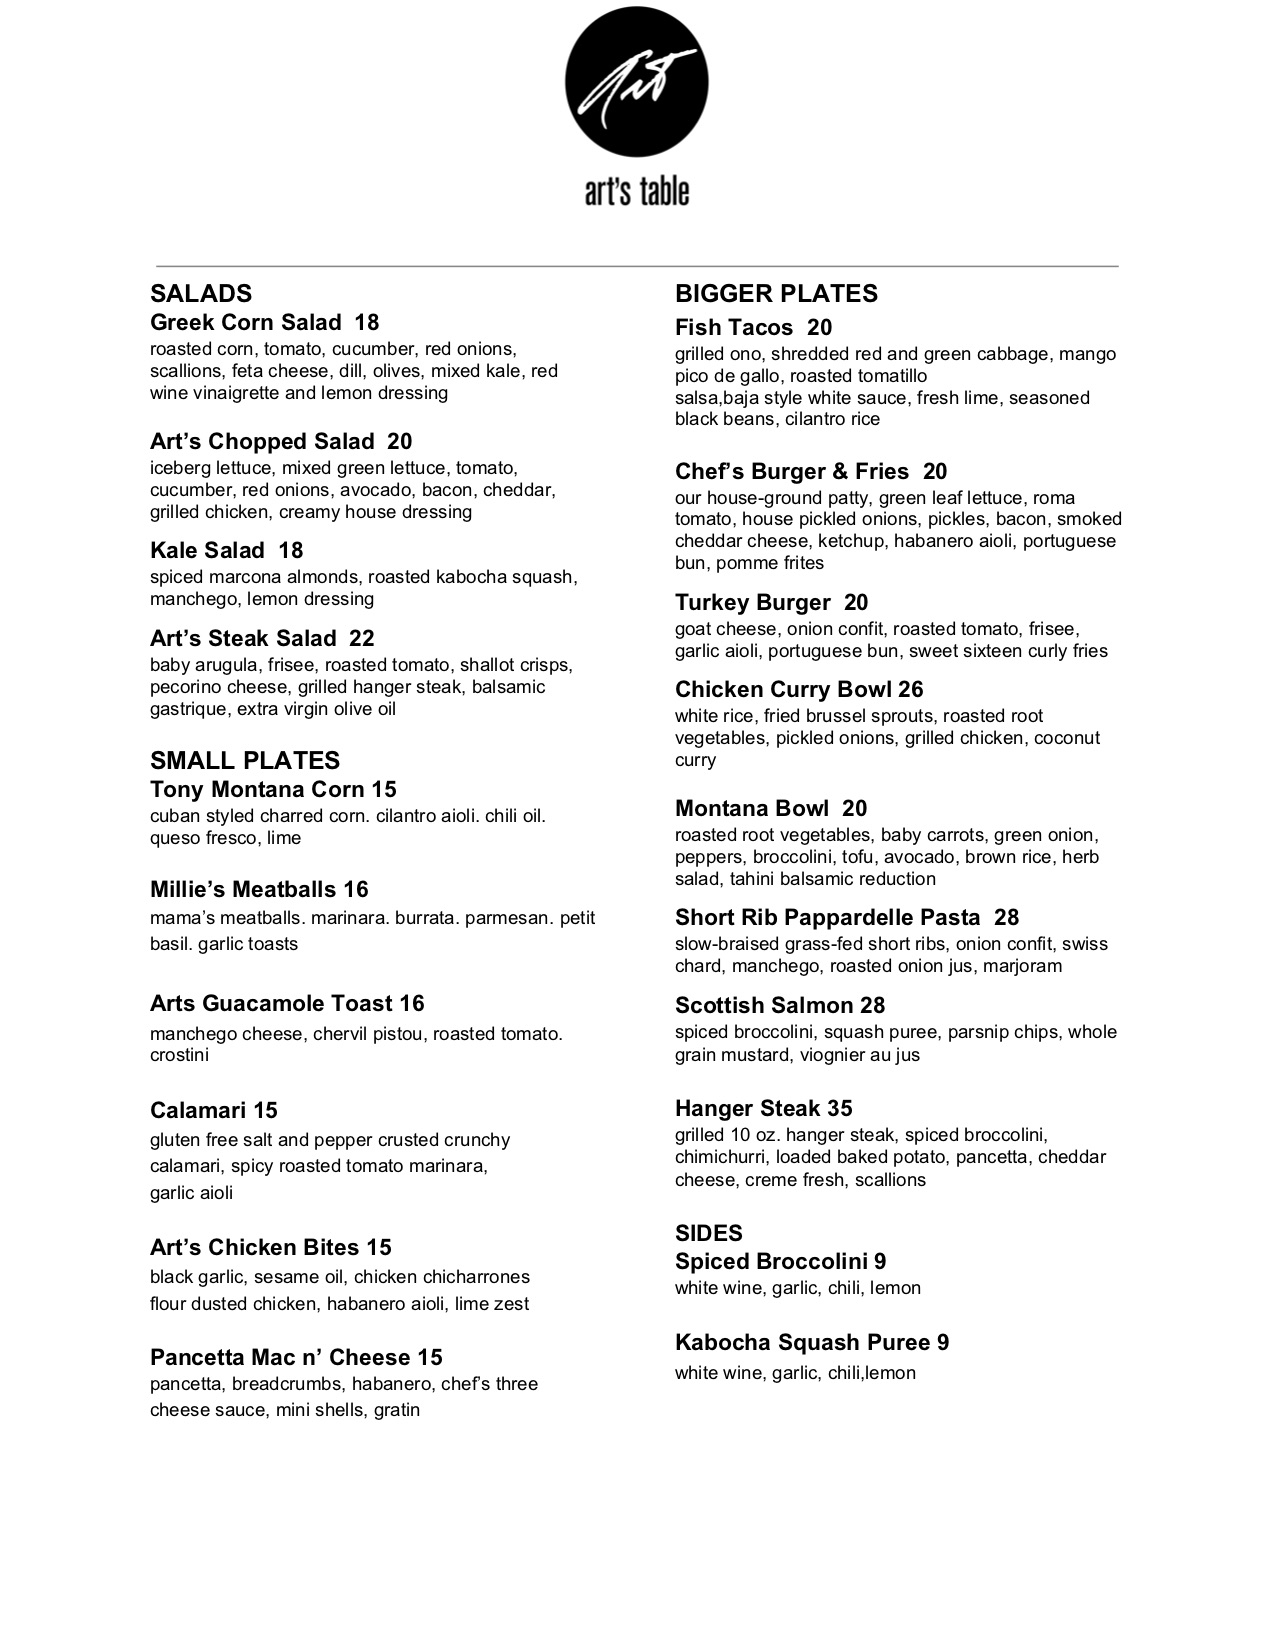 Art
art's table
SALADS
Greek Corn Salad 18
roasted corn, tomato, cucumber, red onions,
scallions, feta cheese, dill, olives, mixed kale, red
wine vinaigrette and lemon dressing
Art’s Chopped Salad 20
iceberg lettuce, mixed green lettuce, tomato,
cucumber, red onions, avocado, bacon, cheddar,
grilled chicken, creamy house dressing
Kale Salad 18
spiced marcona almonds, roasted kabocha squash,
manchego, lemon dressing
Art’s Steak Salad 22
baby arugula, frisee, roasted tomato, shallot crisps,
pecorino cheese, grilled hanger steak, balsamic
gastrique, extra virgin olive oil
SMALL PLATES
Tony Montana Corn 15
cuban styled charred corn. cilantro aioli. chili oil.
queso fresco, lime
Millie’s Meatballs 16
mama’s meatballs. marinara. burrata. parmesan. petit
basil. garlic toasts
Arts Guacamole Toast 16
manchego cheese, chervil pistou, roasted tomato.
crostini
Calamari 15
gluten free salt and pepper crusted crunchy
calamari, spicy roasted tomato marinara,
garlic aioli
Art’s Chicken Bites 15
black garlic, sesame oil, chicken chicharrones
flour dusted chicken, habanero aioli, lime zest
Pancetta Mac n’ Cheese 15
pancetta, breadcrumbs, habanero, chef’s three
cheese sauce, mini shells, gratin
BIGGER PLATES
Fish Tacos 20
grilled ono, shredded red and green cabbage, mango
pico de gallo, roasted tomatillo
salsa,baja style white sauce, fresh lime, seasoned
black beans, cilantro rice
Chef’s Burger & Fries 20
our house-ground patty, green leaf lettuce, roma
tomato, house pickled onions, pickles, bacon, smoked
cheddar cheese, ketchup, habanero aioli, portuguese
bun, pomme frites
Turkey Burger 20
goat cheese, onion confit, roasted tomato, frisee,
garlic aioli, portuguese bun, sweet sixteen curly fries
Chicken Curry Bowl 26
white rice, fried brussel sprouts, roasted root
vegetables, pickled onions, grilled chicken, coconut
curry
Montana Bowl 20
roasted root vegetables, baby carrots, green onion,
peppers, broccolini, tofu, avocado, brown rice, herb
salad, tahini balsamic reduction
Short Rib Pappardelle Pasta 28
slow-braised grass-fed short ribs, onion confit, swiss
chard, manchego, roasted onion jus, marjoram
Scottish Salmon 28
spiced broccolini, squash puree, parsnip chips, whole
grain mustard, viognier au jus
Hanger Steak 35
grilled 10 oz. hanger steak, spiced broccolini,
chimichurri, loaded baked potato, pancetta, cheddar
cheese, creme fresh, scallions
SIDES
Spiced Broccolini 9
white wine, garlic, chili, lemon
Kabocha Squash Puree 9
white wine, garlic, chili,lemon